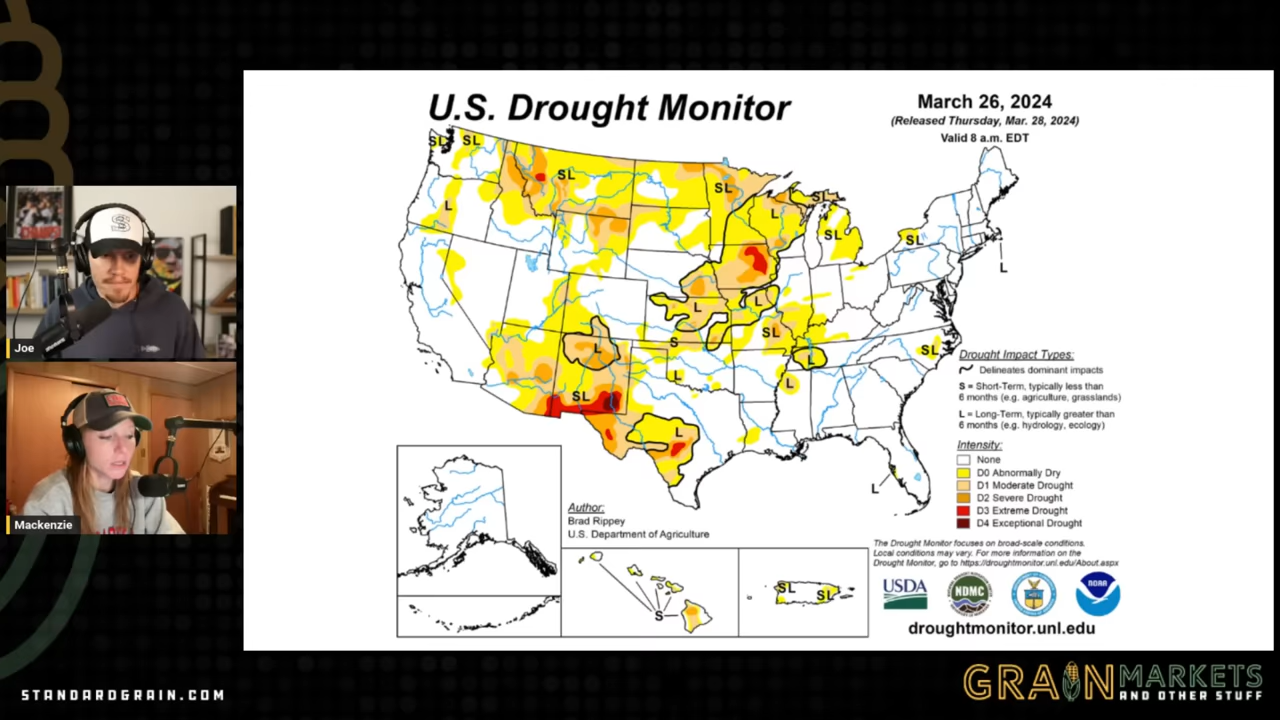 U.S. Drought Monitor
March 26, 2024
(Released Thursday, Mar. 28, 2024)
Valid 8 a.m. EDT
SL
SL
SL
L
SL
L
SL
SL
SL
L
L
L
S
SL
L
L
L
SL
L
SL
L
L
L
S
SL
SL
Drought Impact Types:
Delineates dominant impacts
S = Short-Term, typically less than
6 months (e.g. agriculture, grasslands)
L = Long-Term, typically greater than
6 months (e.g. hydrology, ecology)
Intensity:
None
D0 Abnormally Dry
D1 Moderate Drought
D2 Severe Drought
D3 Extreme Drought
D4 Exceptional Drought
Author:
Brad Rippey
U.S. Department of Agriculture
The Drought Monitor focuses on broad-scale conditions.
Local conditions may vary. For more information on the
Drought Monitor, go to https://droughtmonitor.unl.edu/About.aspx
USDA
NDMC
NOAA
droughtmonitor.unl.edu
Joe
S
Mackenzie
STANDARDGRAIN.COM
GRAIN MARKETS
AND OTHER STUFF